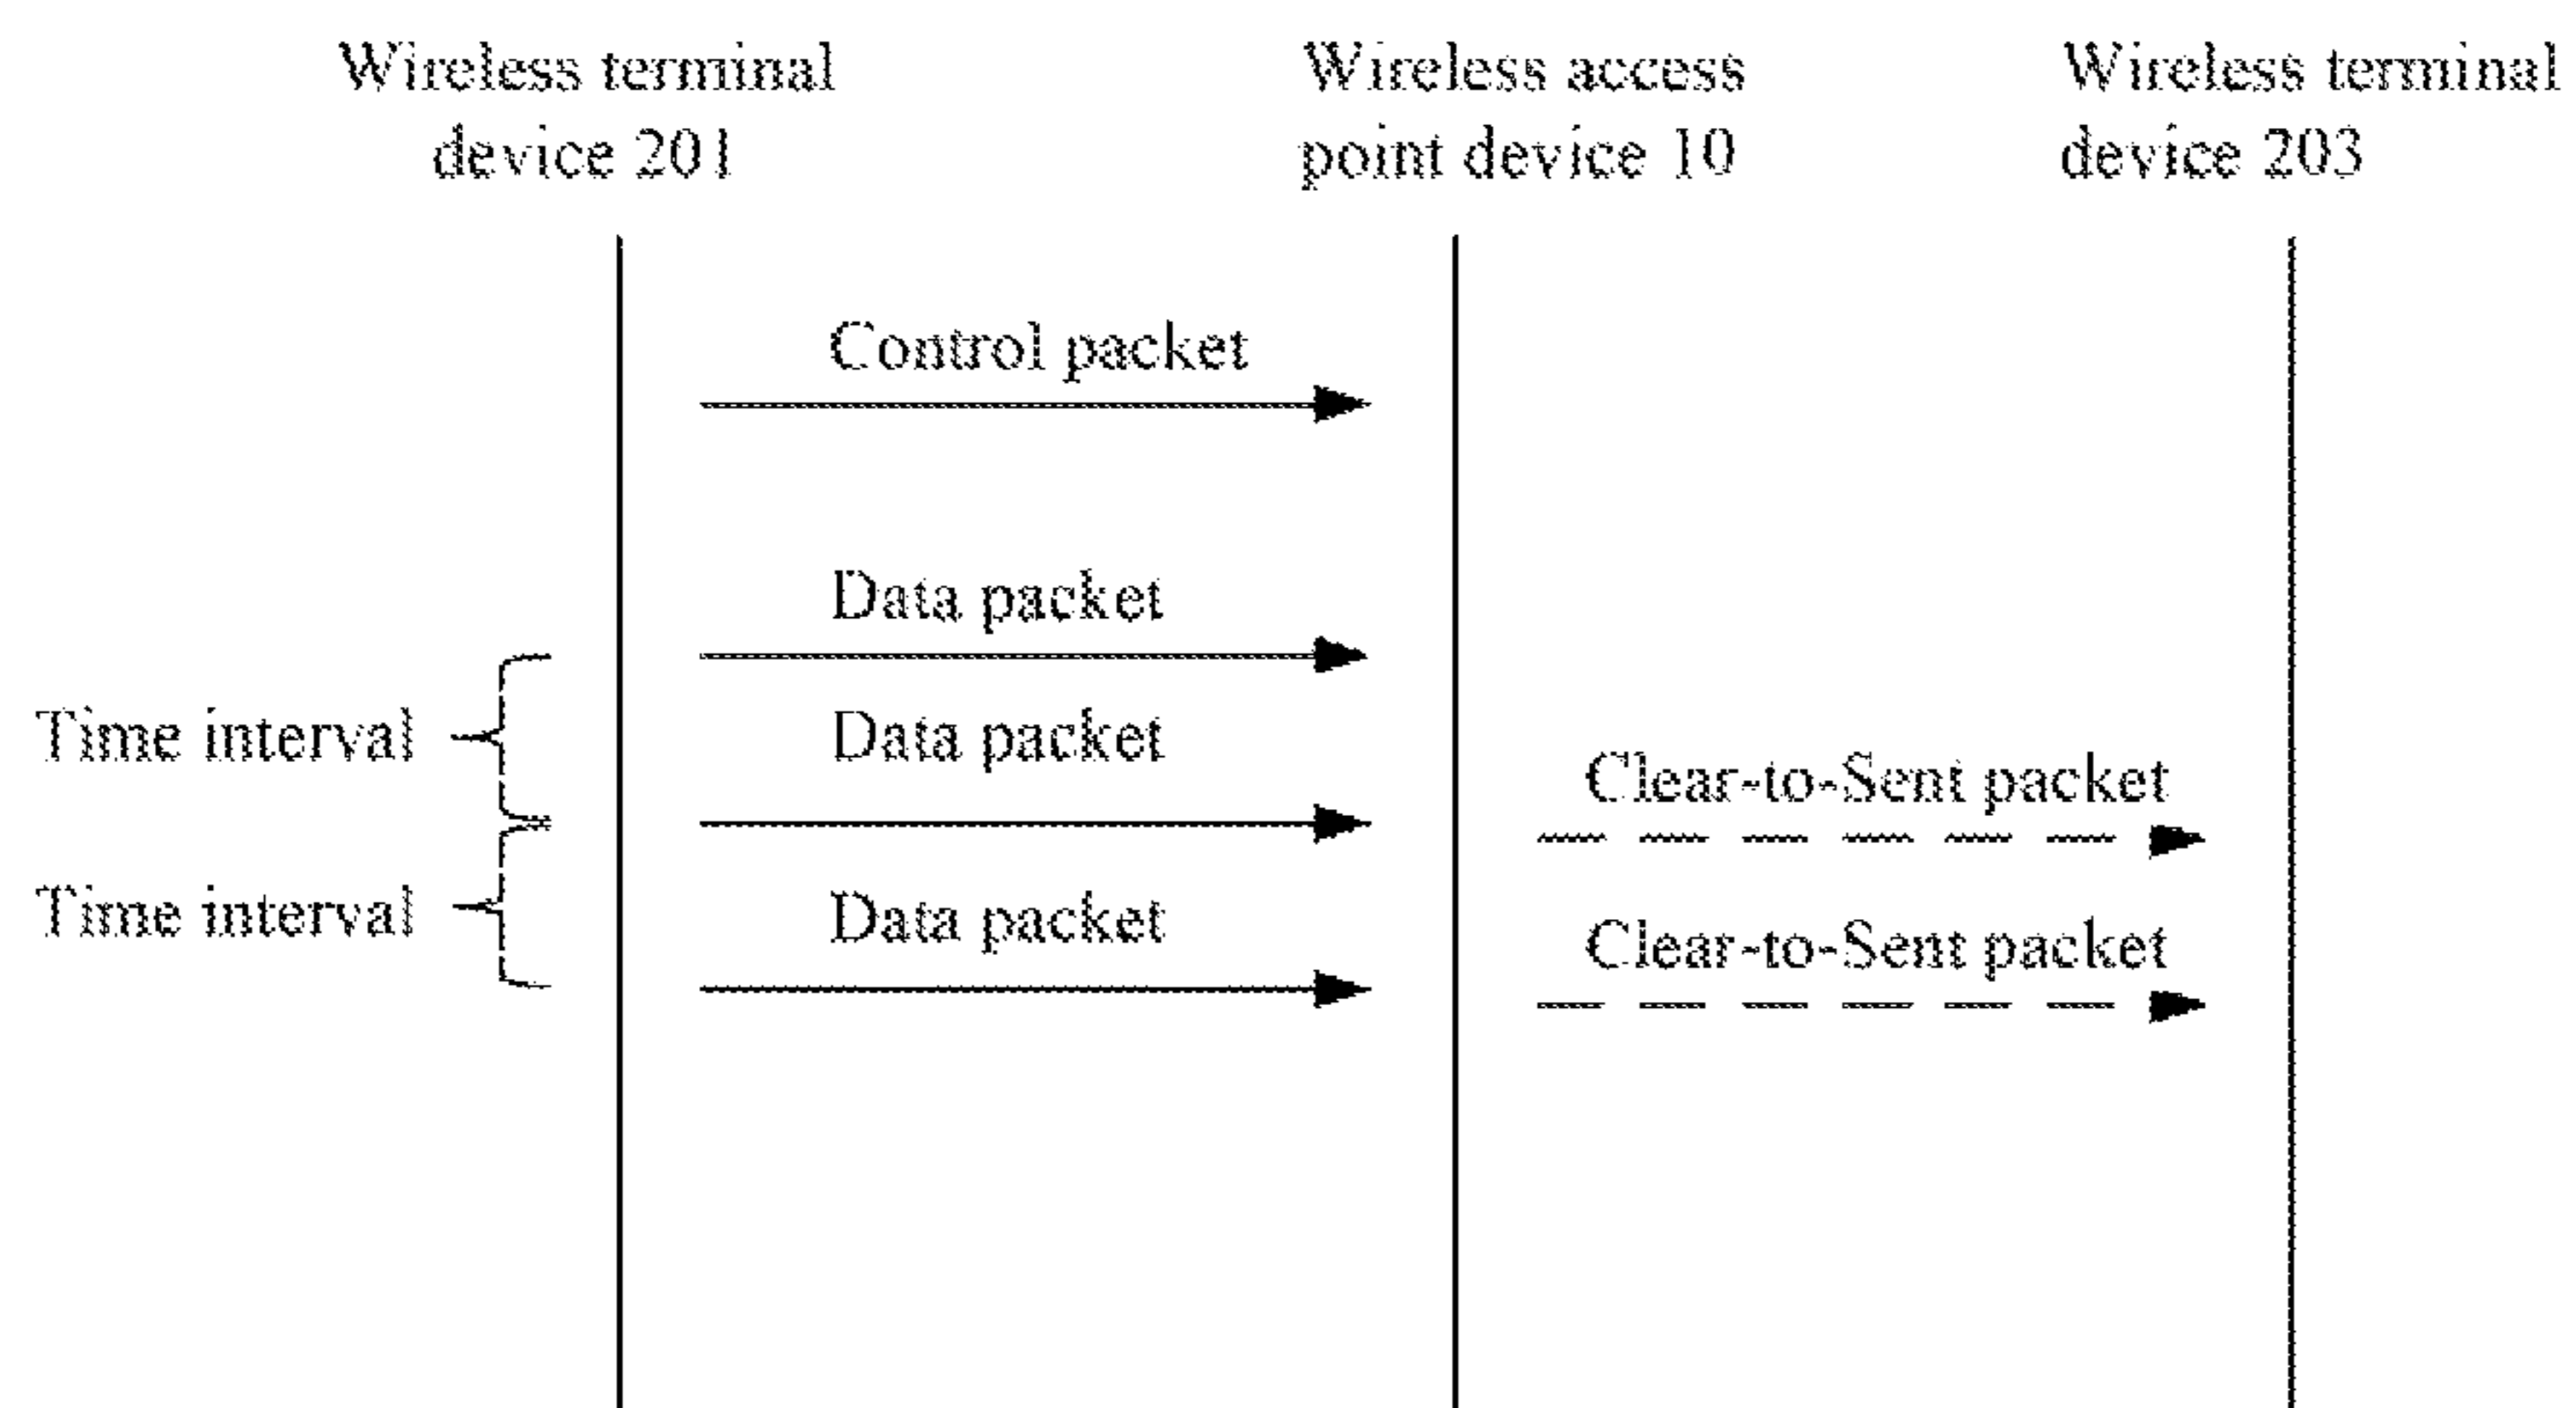 Wireless terminal
device 201
Wireless access
point device 10
Wireless terminal
device 203
Control packet
Data packet
Time interval
Data packet
Clear-to-Sent packet
Time interval
Data packet
Clear-to-Sent packet